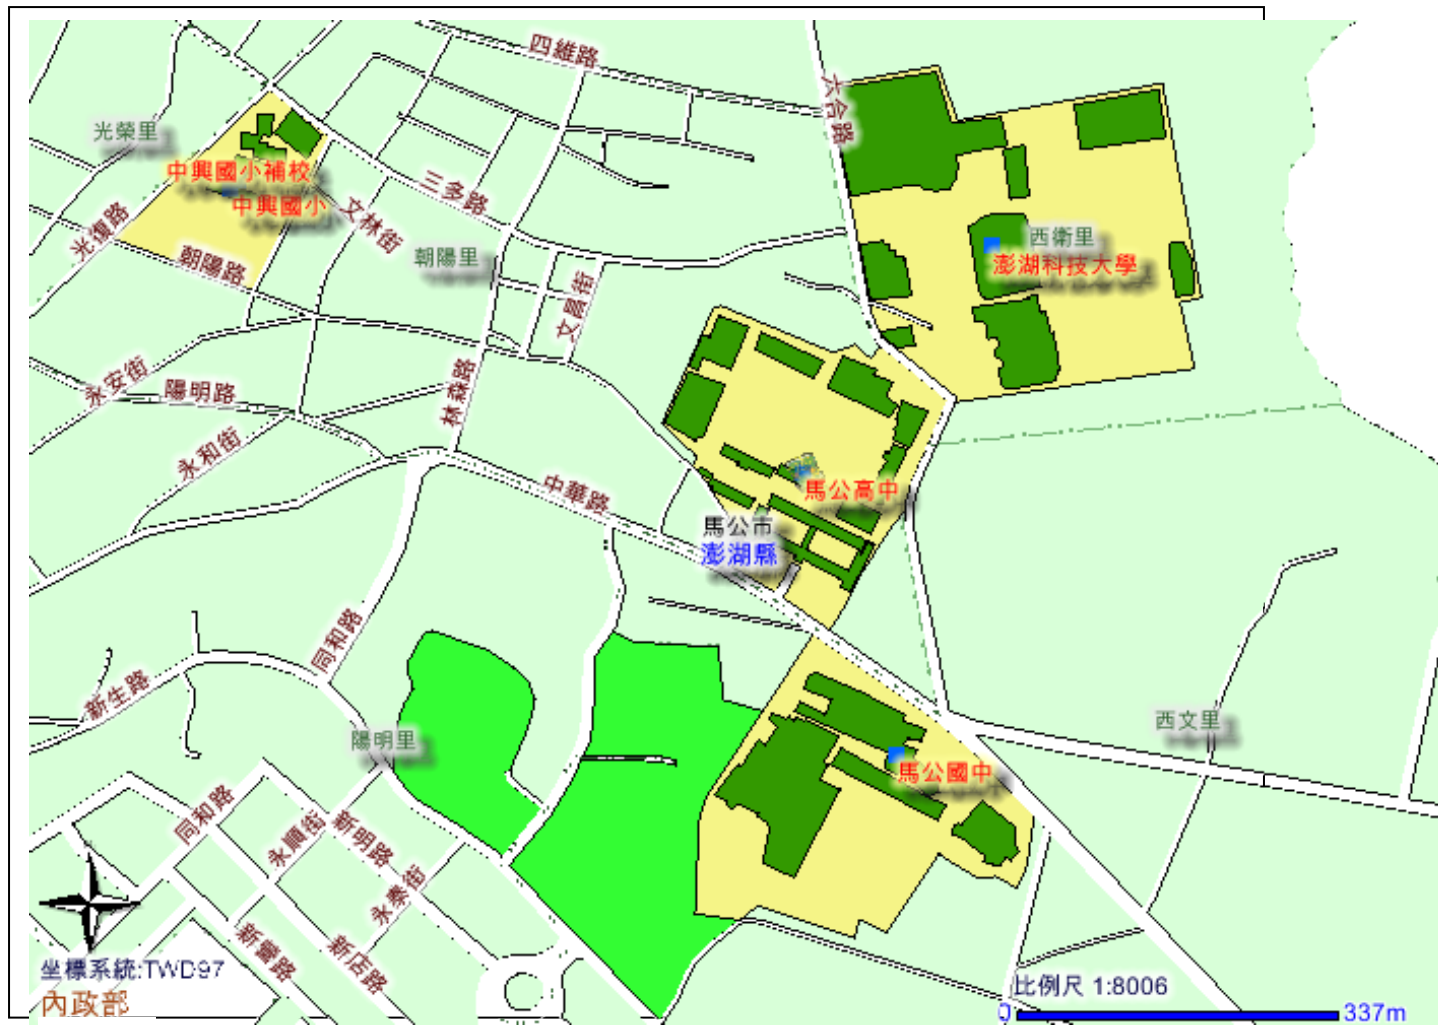 四維路
六合路
光榮里
中興國小補校
中興國小
三多路
文林街
光復路
朝陽路
朝陽里
西衛里
澎湖科技大學
文昌街
永安街
陽明路
林森路
永和街
中華路
馬公高中
馬公市
澎湖縣
同和路
新生路
陽明里
西文里
馬公國中
同和路
永順街
新明路
永泰街
新營路
新店路
坐標系統:TWD97
內政部
比例尺 1:8006
0
337m